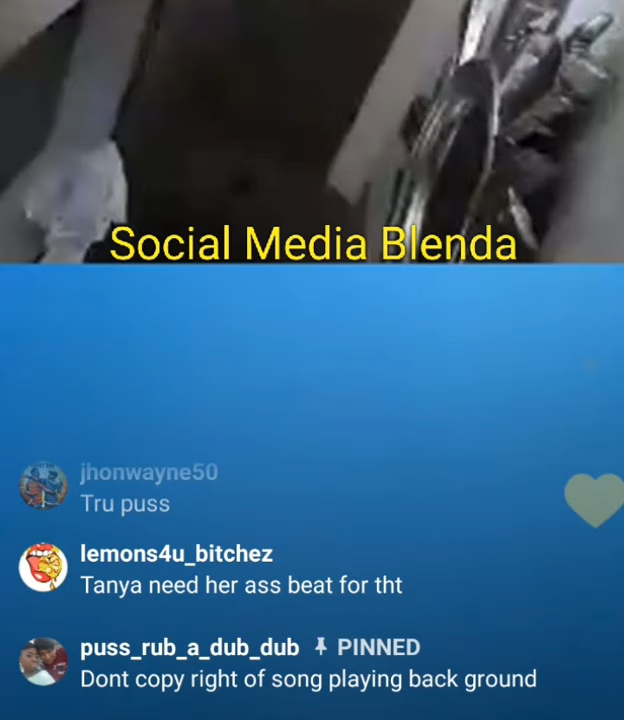 Social Media Blenda
jhonwayne50
Tru puss
lemons4u_bitchez
Tanya need her ass beat for tht
puss_rub_a_dub_dub PINNED
Dont copy right of song playing back ground